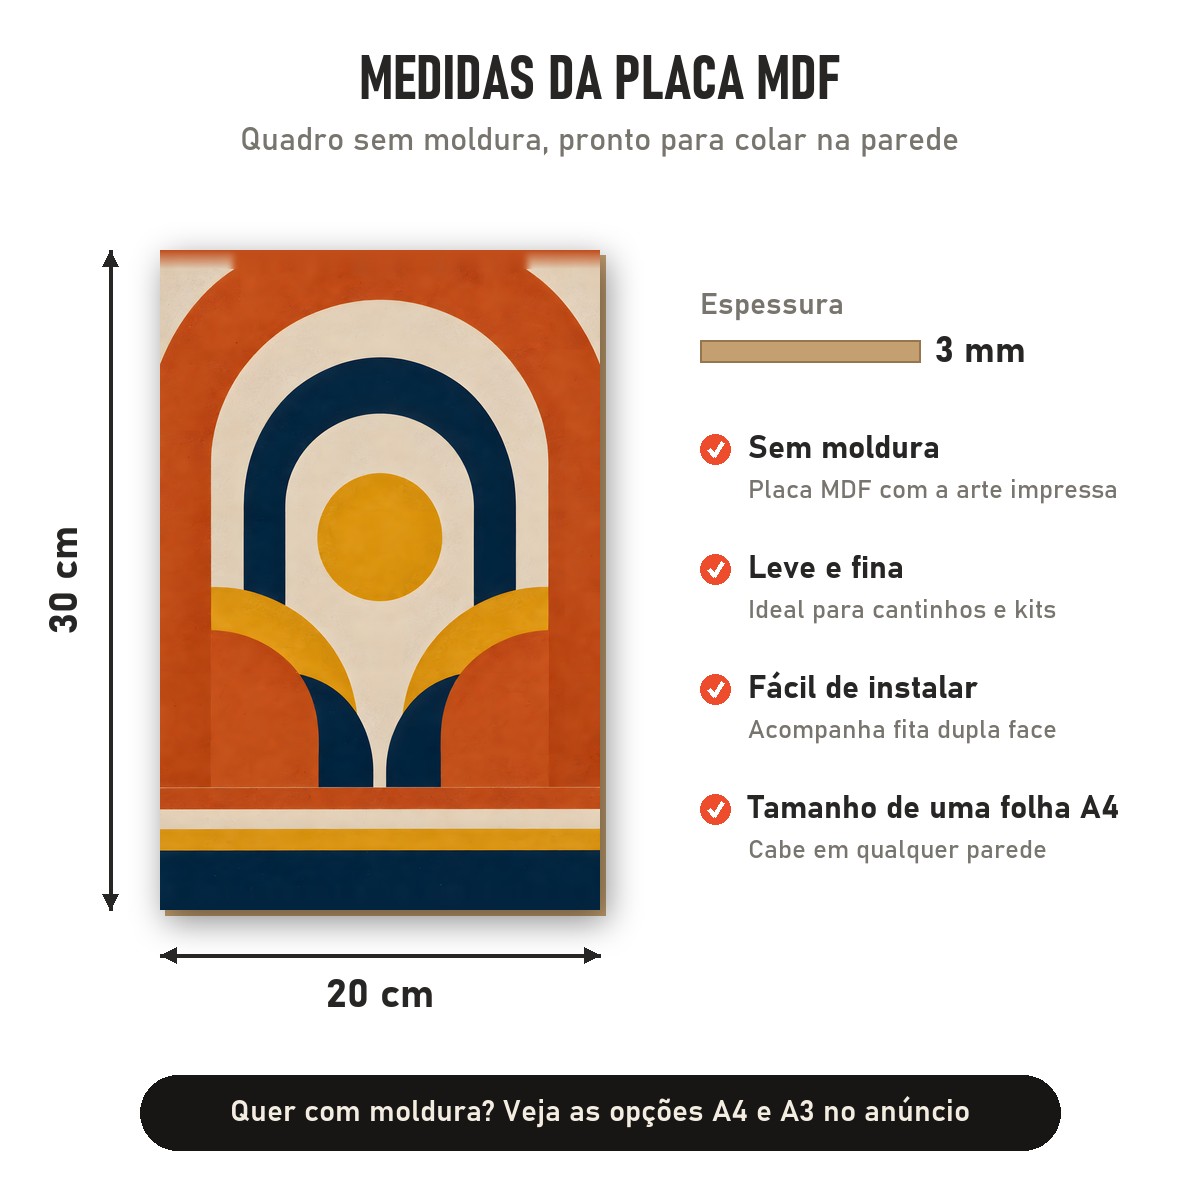 MEDIDAS DA PLACA MDF
Quadro sem moldura, pronto para colar na parede
30 cm
20 cm
Espessura
3 mm
Sem moldura
Placa MDF com a arte impressa
Leve e fina
Ideal para cantinhos e kits
Fácil de instalar
Acompanha fita dupla face
Tamanho de uma folha A4
Cabe em qualquer parede
Quer com moldura? Veja as opções A4 e A3 no anúncio